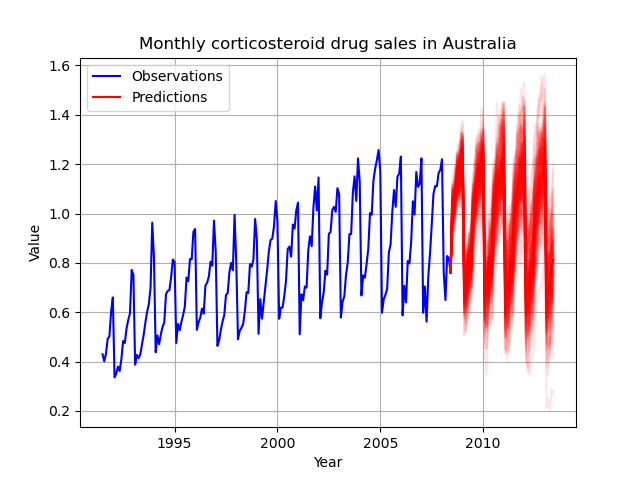 Monthly corticosteroid drug sales in Australia
Observations
Predictions
Value
1.6
1.4
1.2
1.0
0.8
0.6
0.4
0.2
1995
2000
2005
2010
Year